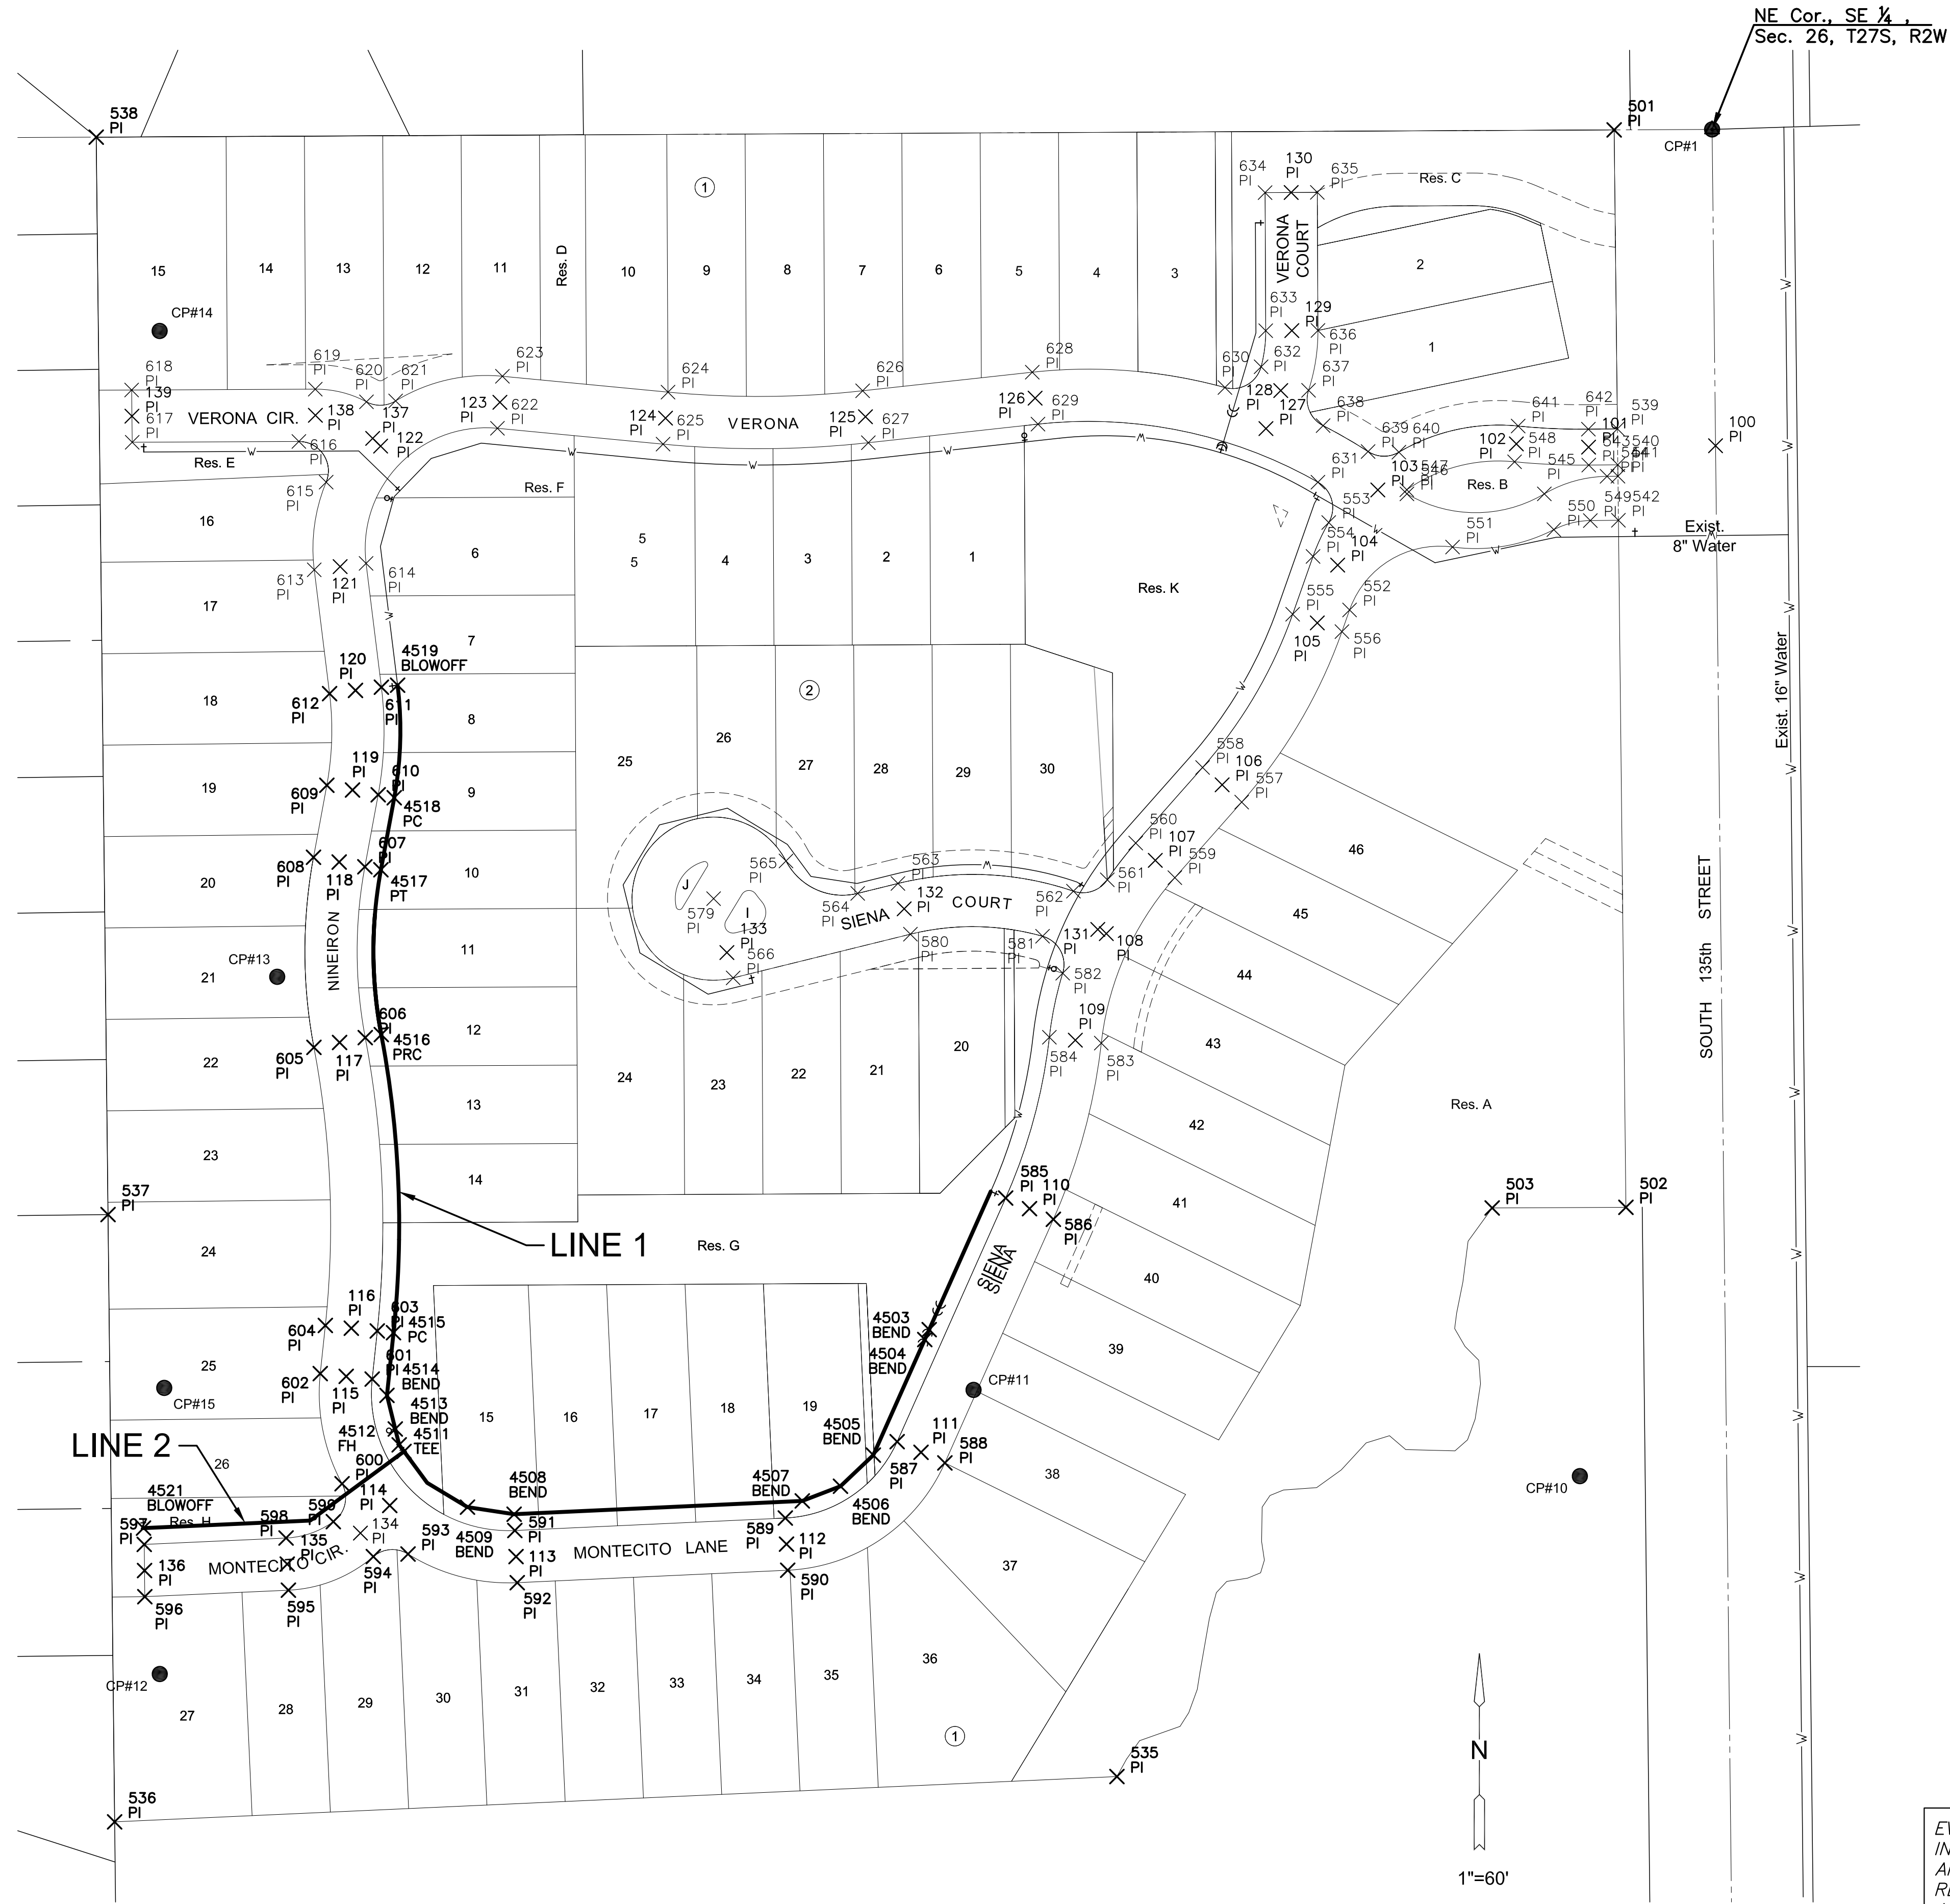 NE Cor., SE ¼ ,
Sec. 26, T27S, R2W
538
PI
501
PI
CP#1
1
634
PI
130
PI
635
PI
Res. C
VERONA
COURT
15
14
13
12
11
Res. D
10
9
8
7
6
5
4
3
2
CP#14
633
PI
129
PI
636
PI
1
618
PI
139
PI
617
PI
619
PI
620
PI
621
PI
623
PI
624
PI
626
PI
628
PI
630
PI
632
PI
637
PI
VERONA CIR.
138
PI
137
PI
122
PI
123
PI
622
PI
124
PI
625
PI
VERONA
125
PI
627
PI
126
PI
629
PI
128
PI
127
PI
638
PI
641
PI
642
PI
539
PI
101
PI
100
PI
639
PI
640
PI
102
PI
548
PI
545
PI
540
541
PI
616
PI
Res. E
615
PI
Res. F
631
PI
103
PI
547
546
PI
Res. B
553
PI
554
PI
104
PI
551
PI
550
PI
549
PI
542
PI
Exist.
8" Water
16
5
5
4
3
2
1
6
Res. K
613
PI
121
PI
614
PI
17
555
PI
105
PI
552
PI
556
PI
7
4519
BLOWOFF
120
PI
612
PI
611
PI
18
8
2
Exist. 16" Water
26
25
27
28
29
30
558
PI
106
PI
557
PI
119
PI
610
PI
609
PI
19
9
4518
PC
607
PI
608
PI
118
PI
4517
PT
20
10
560
PI
107
PI
559
PI
46
565
PI
563
PI
561
PI
564
PI
132
PI
562
PI
J
I
579
PI
SIENA COURT
133
PI
566
PI
580
PI
581
PI
131
PI
108
PI
582
PI
45
44
NINEIRON
CP#13
21
11
SOUTH 135th STREET
606
PI
4516
PRC
605
PI
117
PI
22
12
109
PI
584
PI
583
PI
43
24
23
22
21
20
13
Res. A
42
23
14
585
PI
110
PI
586
PI
41
503
PI
502
PI
537
PI
LINE 1
Res. G
24
SIENA
SIENA
40
116
PI
603
PI
4515
PC
604
PI
4503
BEND
4504
BEND
39
25
601
PI
4514
BEND
602
PI
115
PI
CP#15
CP#11
4513
BEND
15
16
17
18
19
4505
BEND
111
PI
588
PI
587
PI
LINE 2
4512
FH
4511
TEE
26
600
PI
38
CP#10
4521
BLOWOFF
Res. H
114
PI
4508
BEND
4507
BEND
4506
BEND
597
PI
598
PI
134
PI
593
PI
4509
BEND
591
PI
589
PI
135
PI
136
PI
MONTECITO CIR.
594
PI
113
PI
MONTECITO LANE
112
PI
37
596
PI
595
PI
592
PI
590
PI
CP#12
27
28
29
30
31
32
33
34
35
36
1
535
PI
536
PI
N
1"=60'